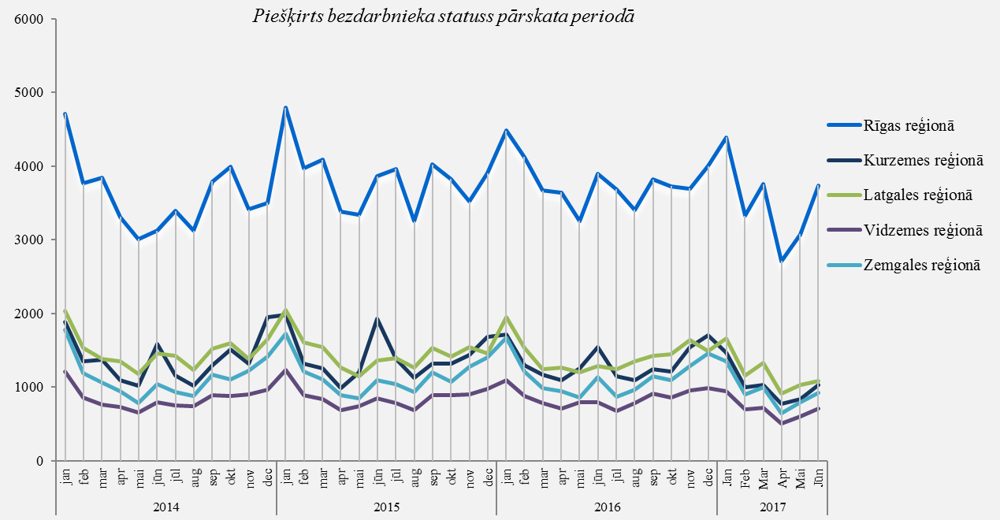 Piešķirts bezdarbnieka statuss pārskata periodā
6000
5000
4000
3000
2000
1000
0
Rīgas reģionā
Kurzemes reģionā
Latgales reģionā
Vidzemes reģionā
Zemgales reģionā
jan feb mar apr mai jūn jūl aug sep okt nov dec jan feb mar apr mai jūn jūl aug sep okt nov dec jan feb mar apr mai jūn jūl aug sep okt nov dec Jan Feb Mar Apr Mai Jūn
2014 2015 2016 2017